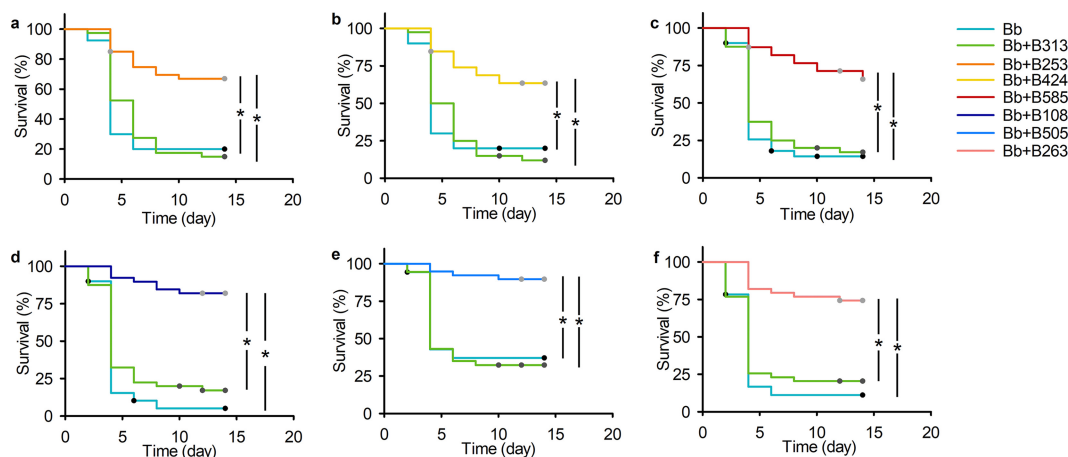 a
Survival (%)
100
80
60
40
20
0
*
*
0 5 10 15 20
Time (day)
b
Survival (%)
100
75
50
25
0
*
*
0 5 10 15 20
Time (day)
c
Survival (%)
100
75
50
25
0
*
*
0 5 10 15 20
Time (day)
Bb
Bb+B313
Bb+B253
Bb+B424
Bb+B585
Bb+B108
Bb+B505
Bb+B263
d
Survival (%)
100
75
50
25
0
*
*
0 5 10 15 20
Time (day)
e
Survival (%)
100
75
50
25
0
*
*
0 5 10 15 20
Time (day)
f
Survival (%)
100
75
50
25
0
*
*
0 5 10 15 20
Time (day)